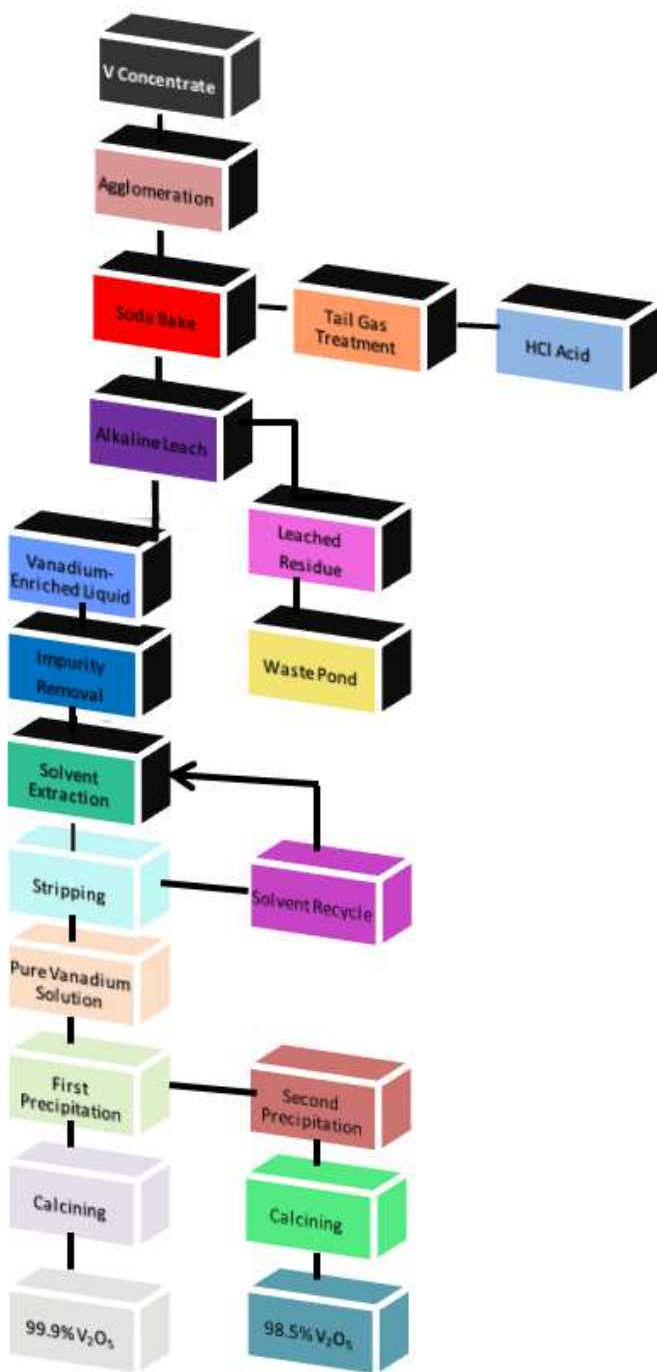 V Concentrate
Agglomeration
Soda Bake
Tail Gas
Treatment
HCl Acid
Alkaline Leach
Leached
Residue
Vanadium-
Enriched Liquid
Waste Pond
Impurity
Removal
Solvent
Extraction
Stripping
Solvent Recycle
Pure Vanadium
Solution
First
Precipitation
Second
Precipitation
Calcining
Calcining
99.9% V₂O₅
98.5% V₂O₅